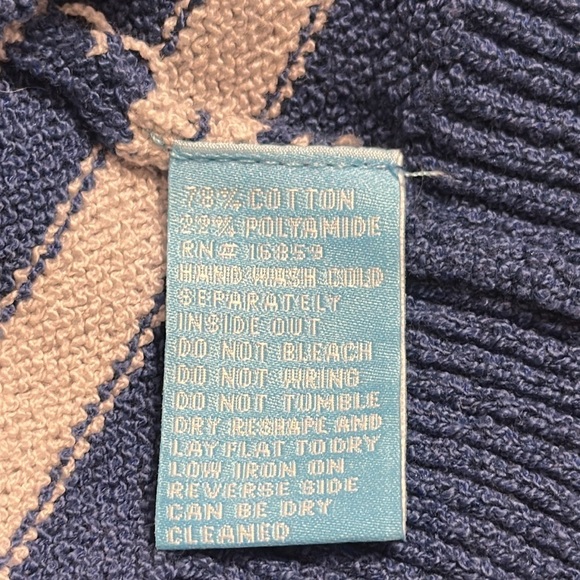 78% COTTON
22% POLYAMIDE
RN# 16859
HAND WASH COLD
SEPARATELY
INSIDE OUT
DO NOT BLEACH
DO NOT WRING
DO NOT TUMBLE
DRY RESHAPE AND
LAY FLAT TO DRY
LOW IRON ON
REVERSE SIDE
CAN BE DRY
CLEANED